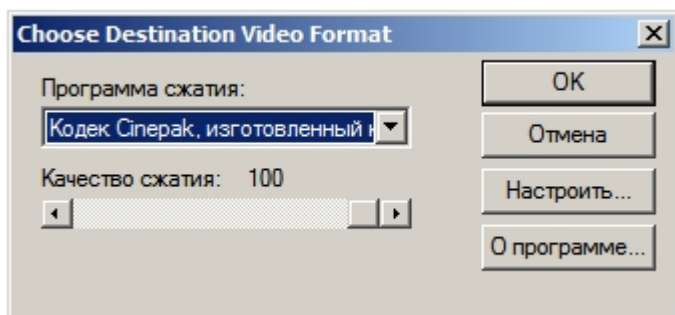 Choose Destination Video Format
Программа сжатия:
Кодек Cinepak, изготовленный
Качество сжатия: 100
OK
Отмена
Настроить...
О программе...